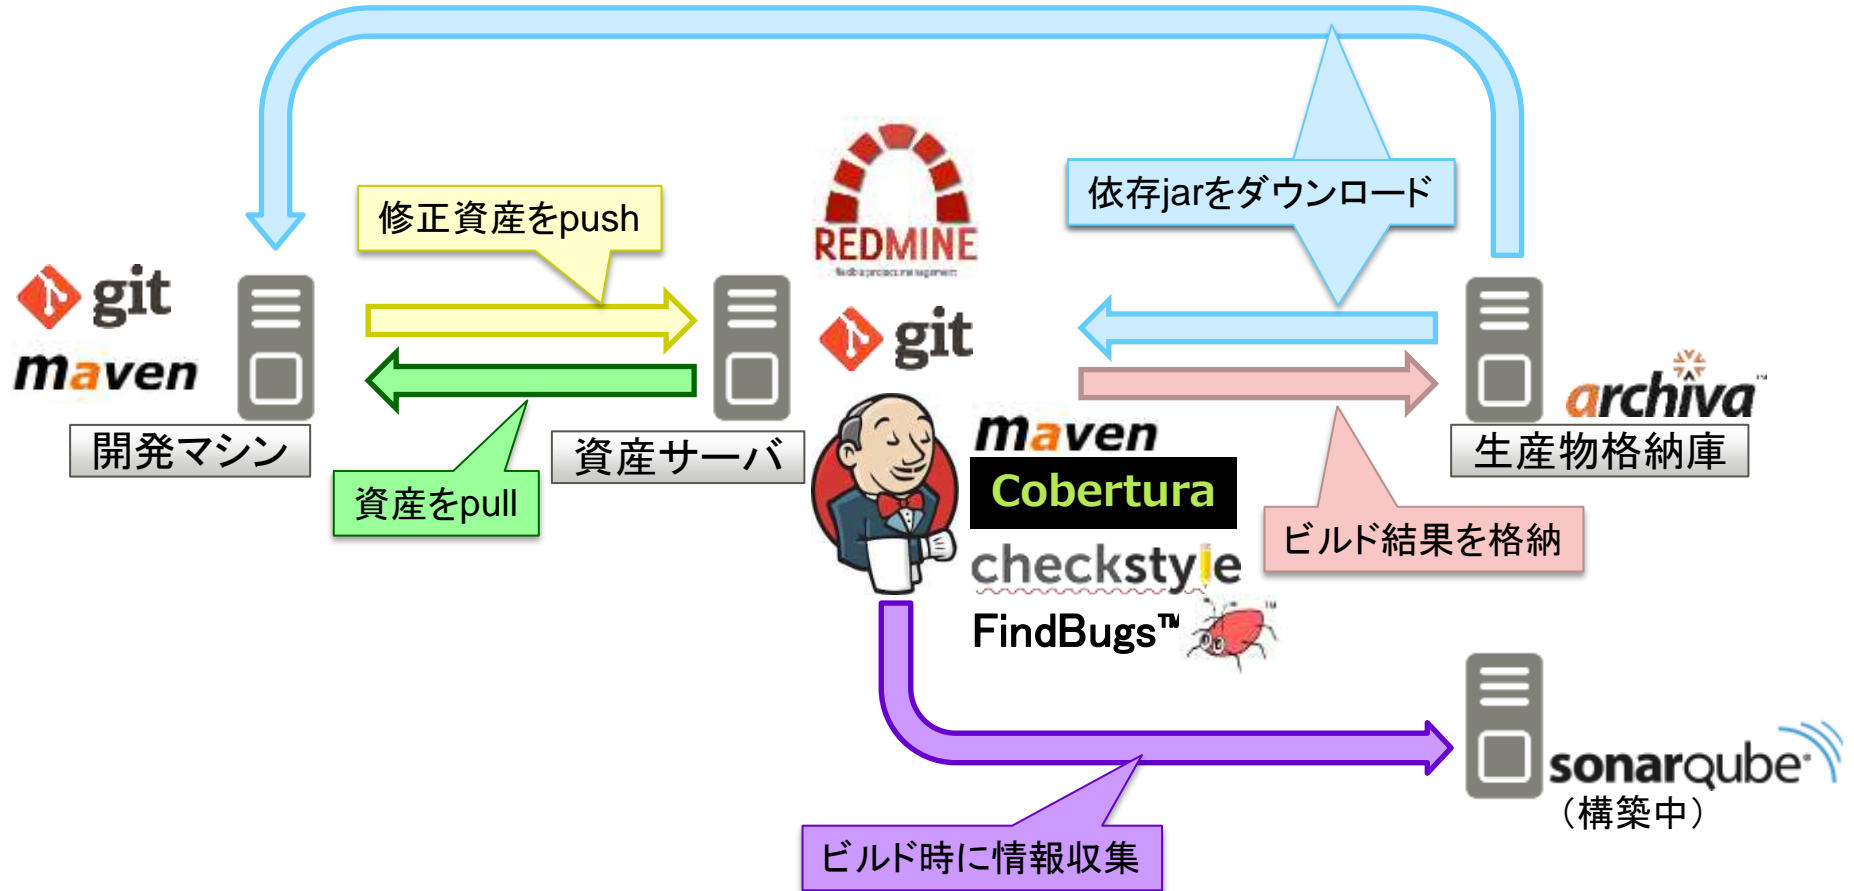 依存jarをダウンロード
修正資産をpush
REDMINE
flexible project management
git
maven
git
archiva
開発マシン
資産サーバ
生産物格納庫
資産をpull
maven
Cobertura
checkstyle
FindBugs™
ビルド結果を格納
sonarqube
（構築中）
ビルド時に情報収集